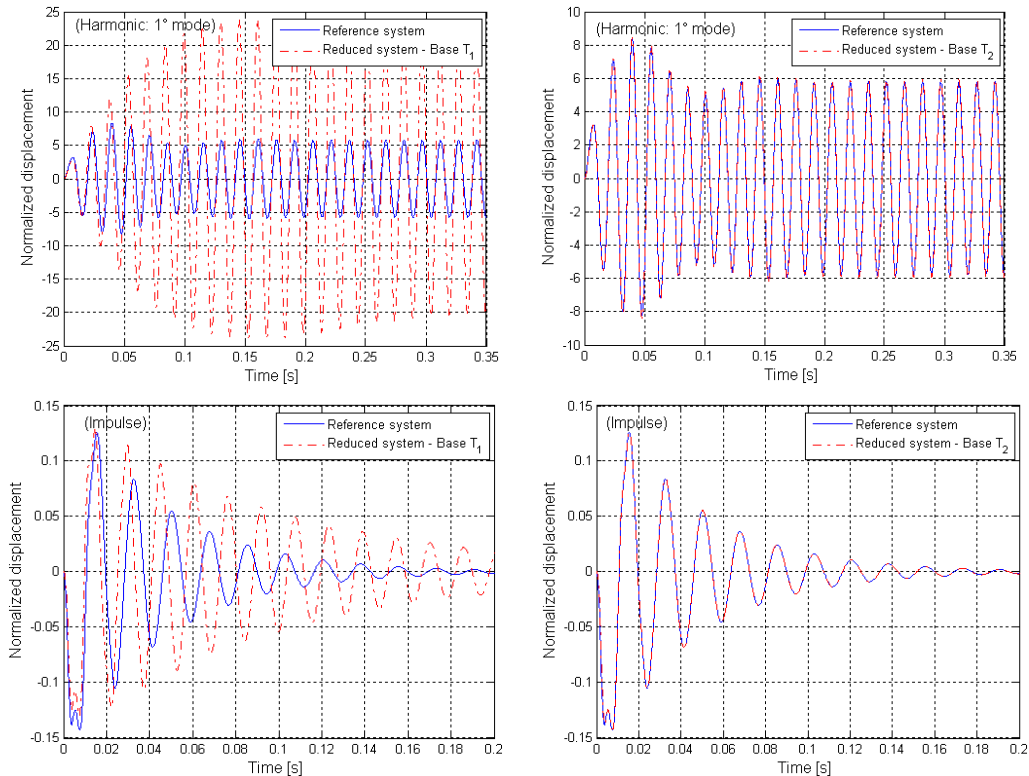 (Harmonic: 1° mode)
Reference system
Reduced system - Base T1
Normalized displacement
25
20
15
10
5
0
-5
-10
-15
-20
-25
0 0.05 0.1 0.15 0.2 0.25 0.3 0.35
Time [s]
(Harmonic: 1° mode)
Reference system
Reduced system - Base T2
Normalized displacement
10
8
6
4
2
0
-2
-4
-6
-8
-10
0 0.05 0.1 0.15 0.2 0.25 0.3 0.35
Time [s]
(Impulse)
Reference system
Reduced system - Base T1
Normalized displacement
0.15
0.1
0.05
0
-0.05
-0.1
-0.15
0 0.02 0.04 0.06 0.08 0.1 0.12 0.14 0.16 0.18 0.2
Time [s]
(Impulse)
Reference system
Reduced system - Base T2
Normalized displacement
0.15
0.1
0.05
0
-0.05
-0.1
-0.15
0 0.02 0.04 0.06 0.08 0.1 0.12 0.14 0.16 0.18 0.2
Time [s]